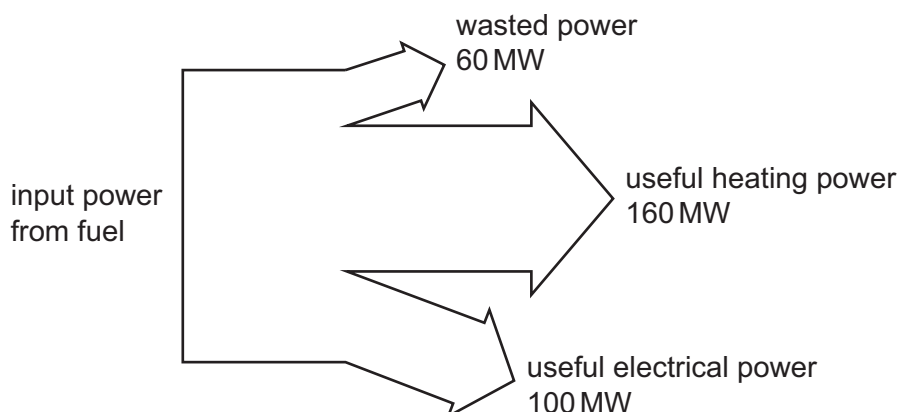 wasted power
60 MW
input power
from fuel
useful heating power
160 MW
useful electrical power
100 MW